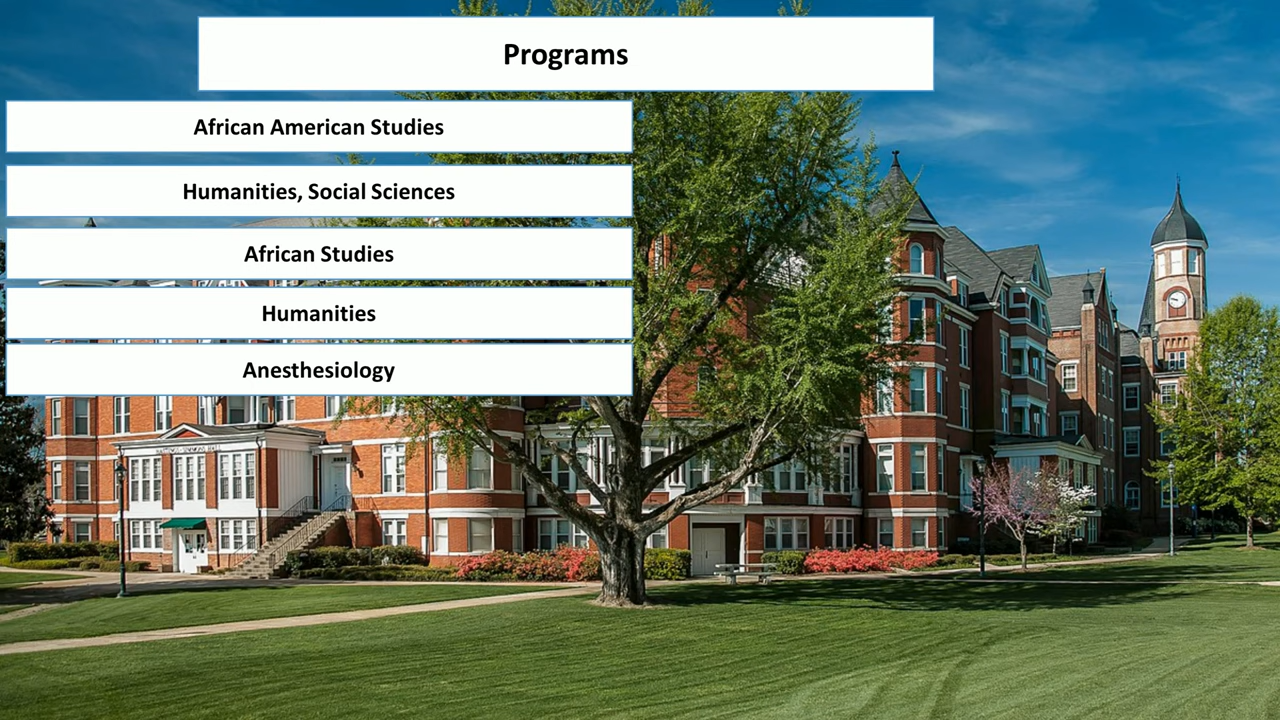 Programs
African American Studies
Humanities, Social Sciences
African Studies
Humanities
Anesthesiology